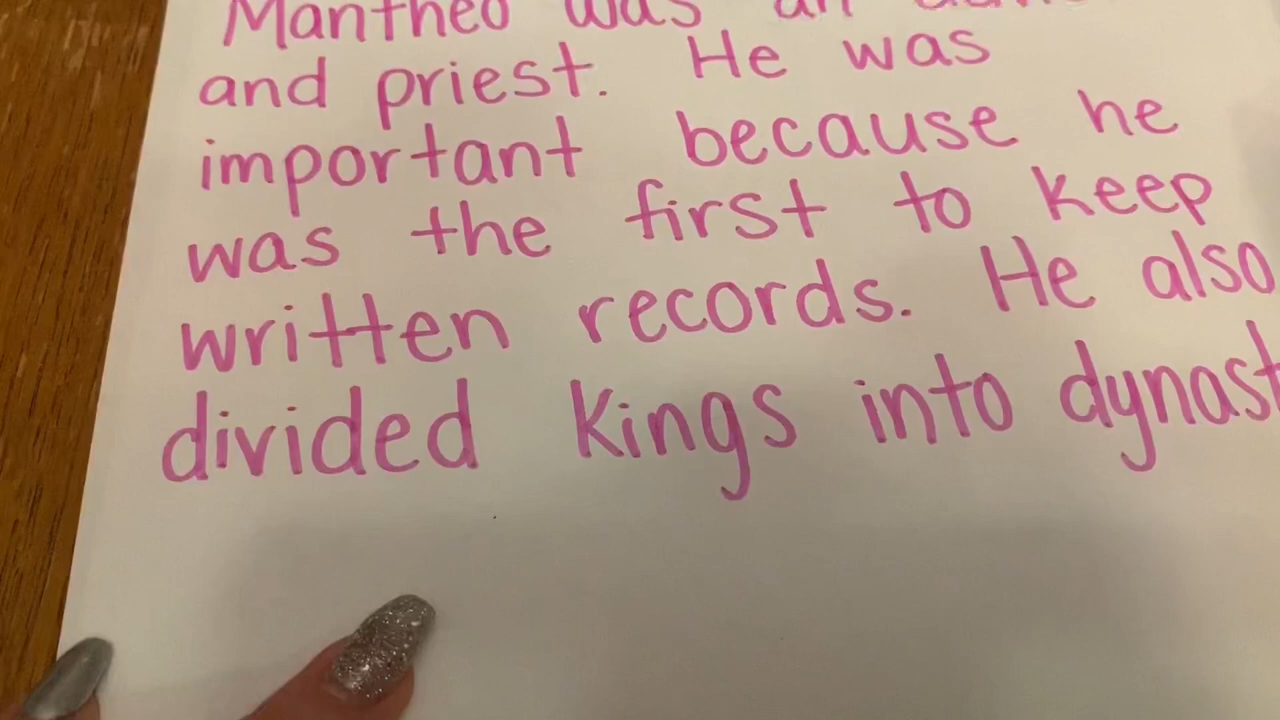 Mantheo was an
and priest. He was
important because he
was the first to keep
written records. He also
divided kings into dynast